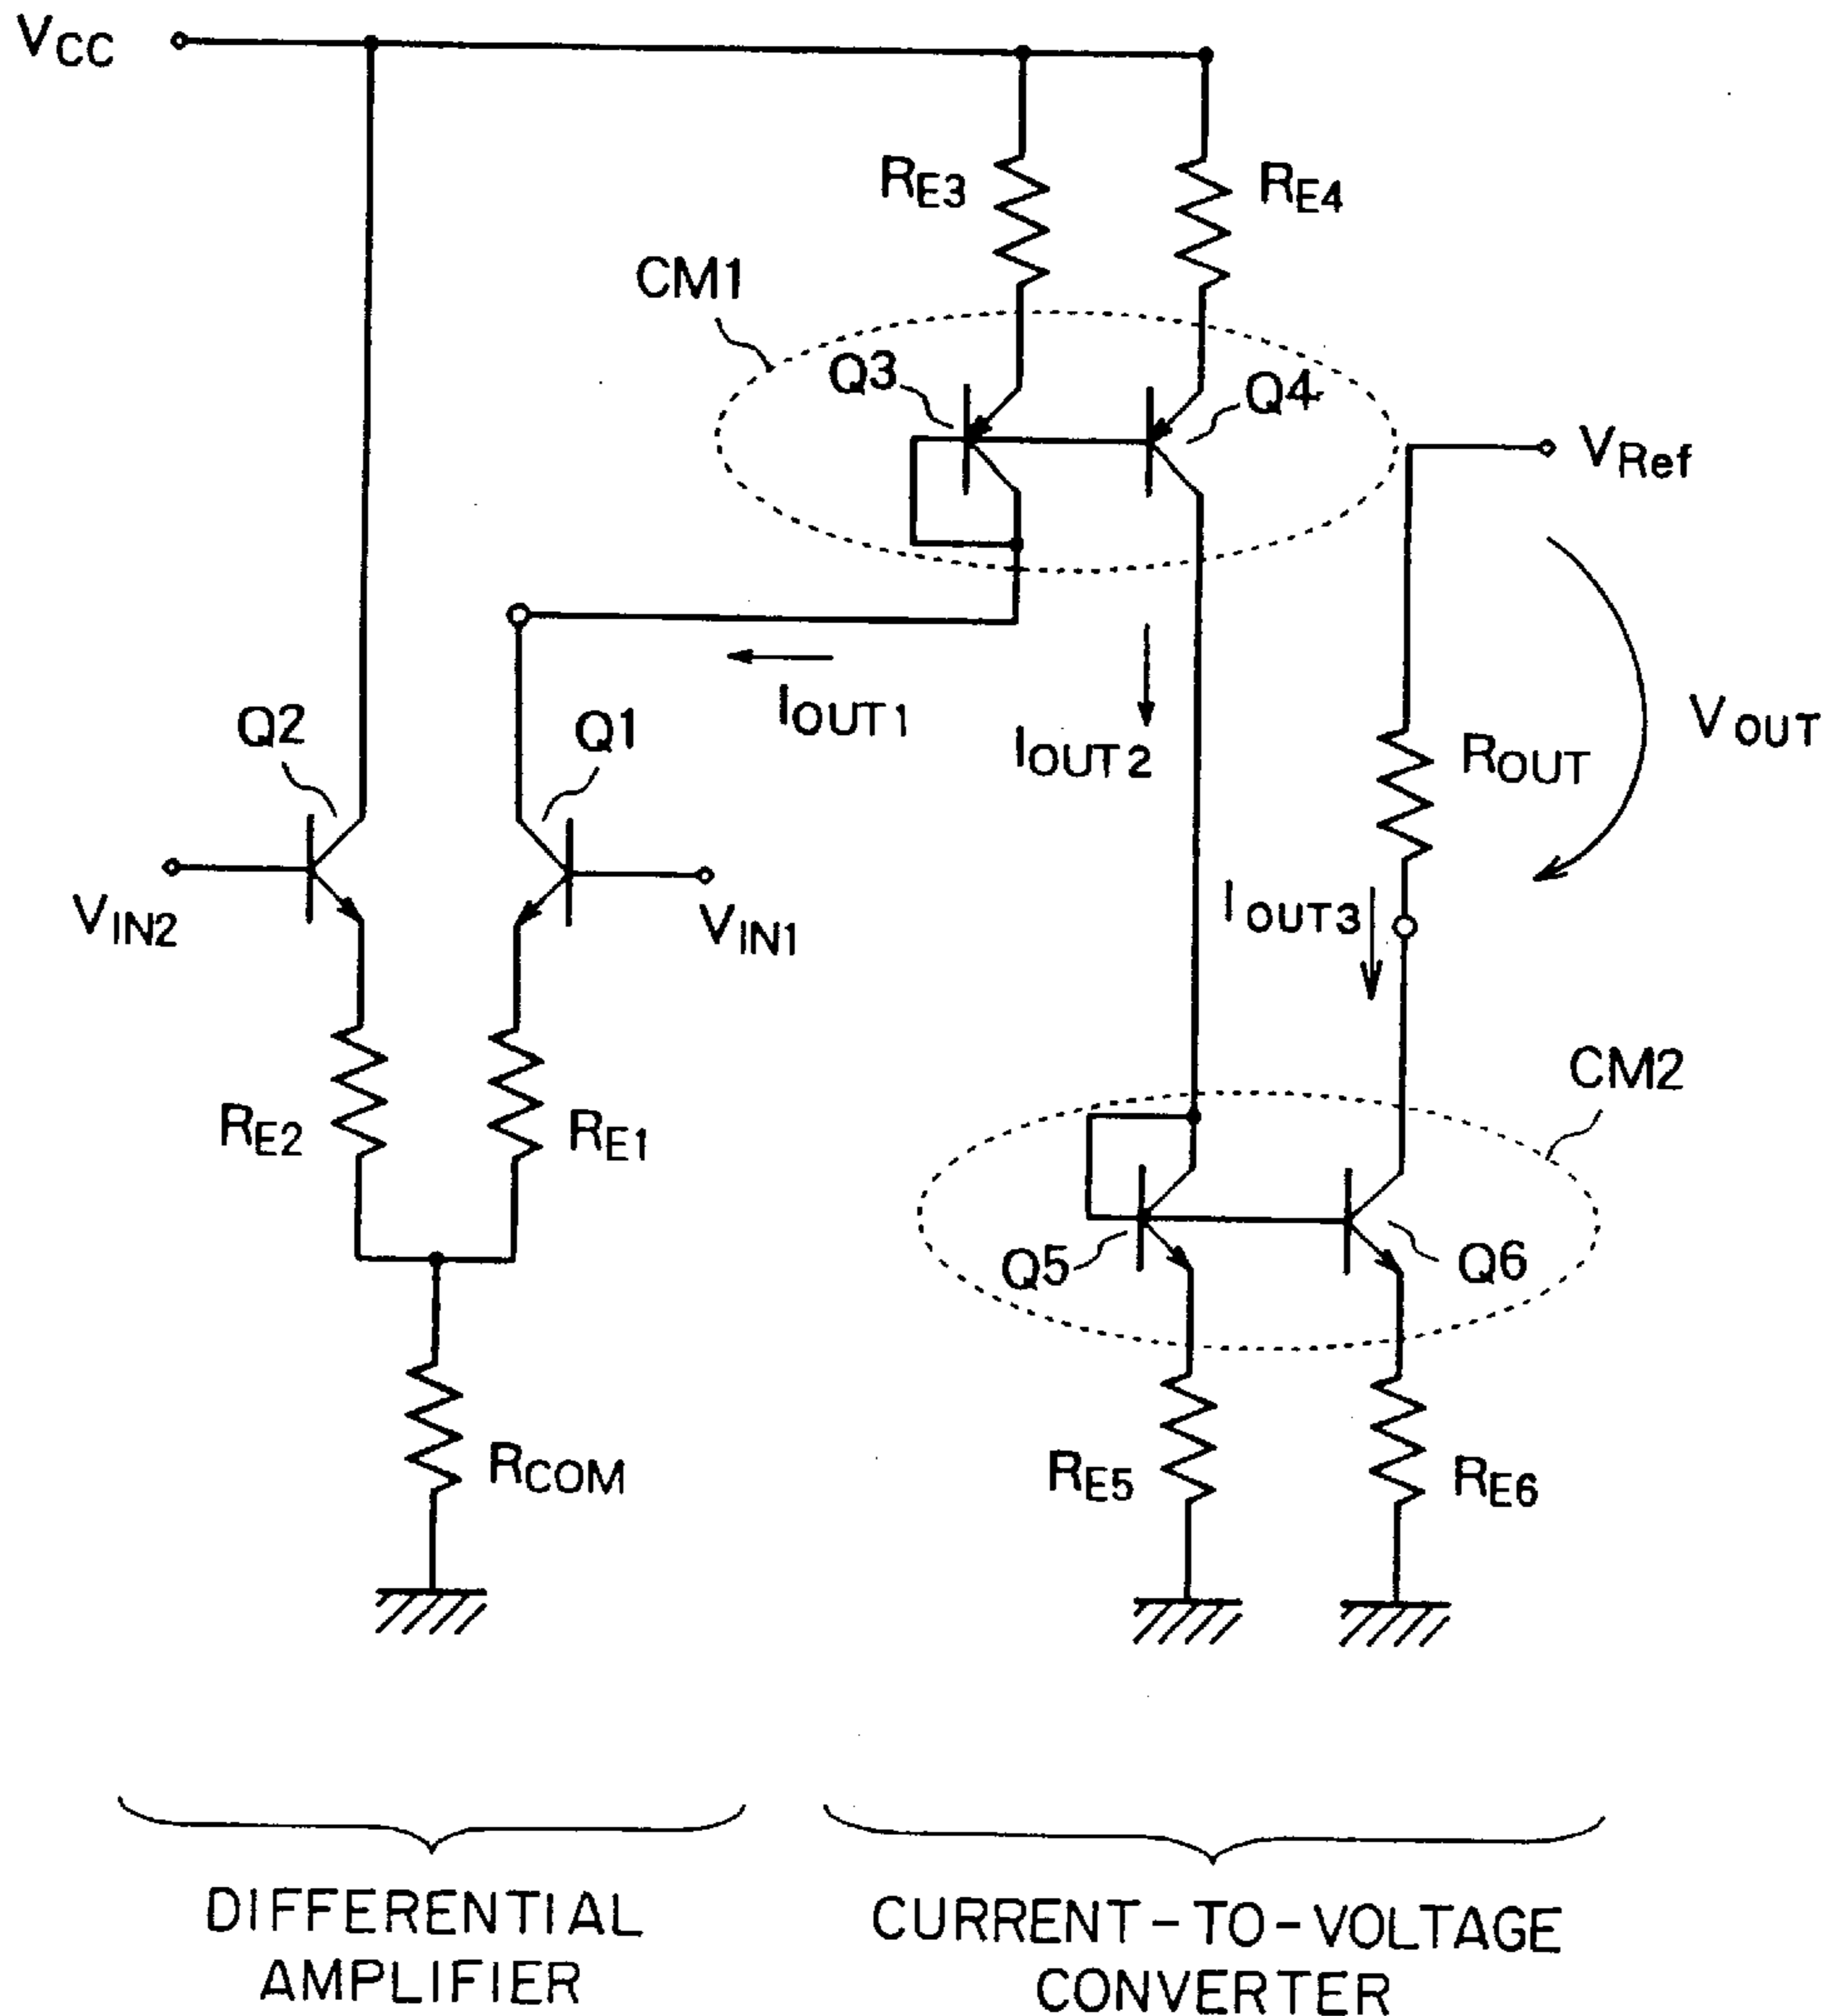 VCC
RE3
RE4
CM1
Q3
Q4
VRef
IOUT1
IOUT2
VOUT
ROUT
Q2
Q1
VIN2
VIN1
IOUT3
CM2
RE2
RE1
Q5
Q6
RCOM
RE5
RE6
DIFFERENTIAL
AMPLIFIER
CURRENT-TO-VOLTAGE
CONVERTER